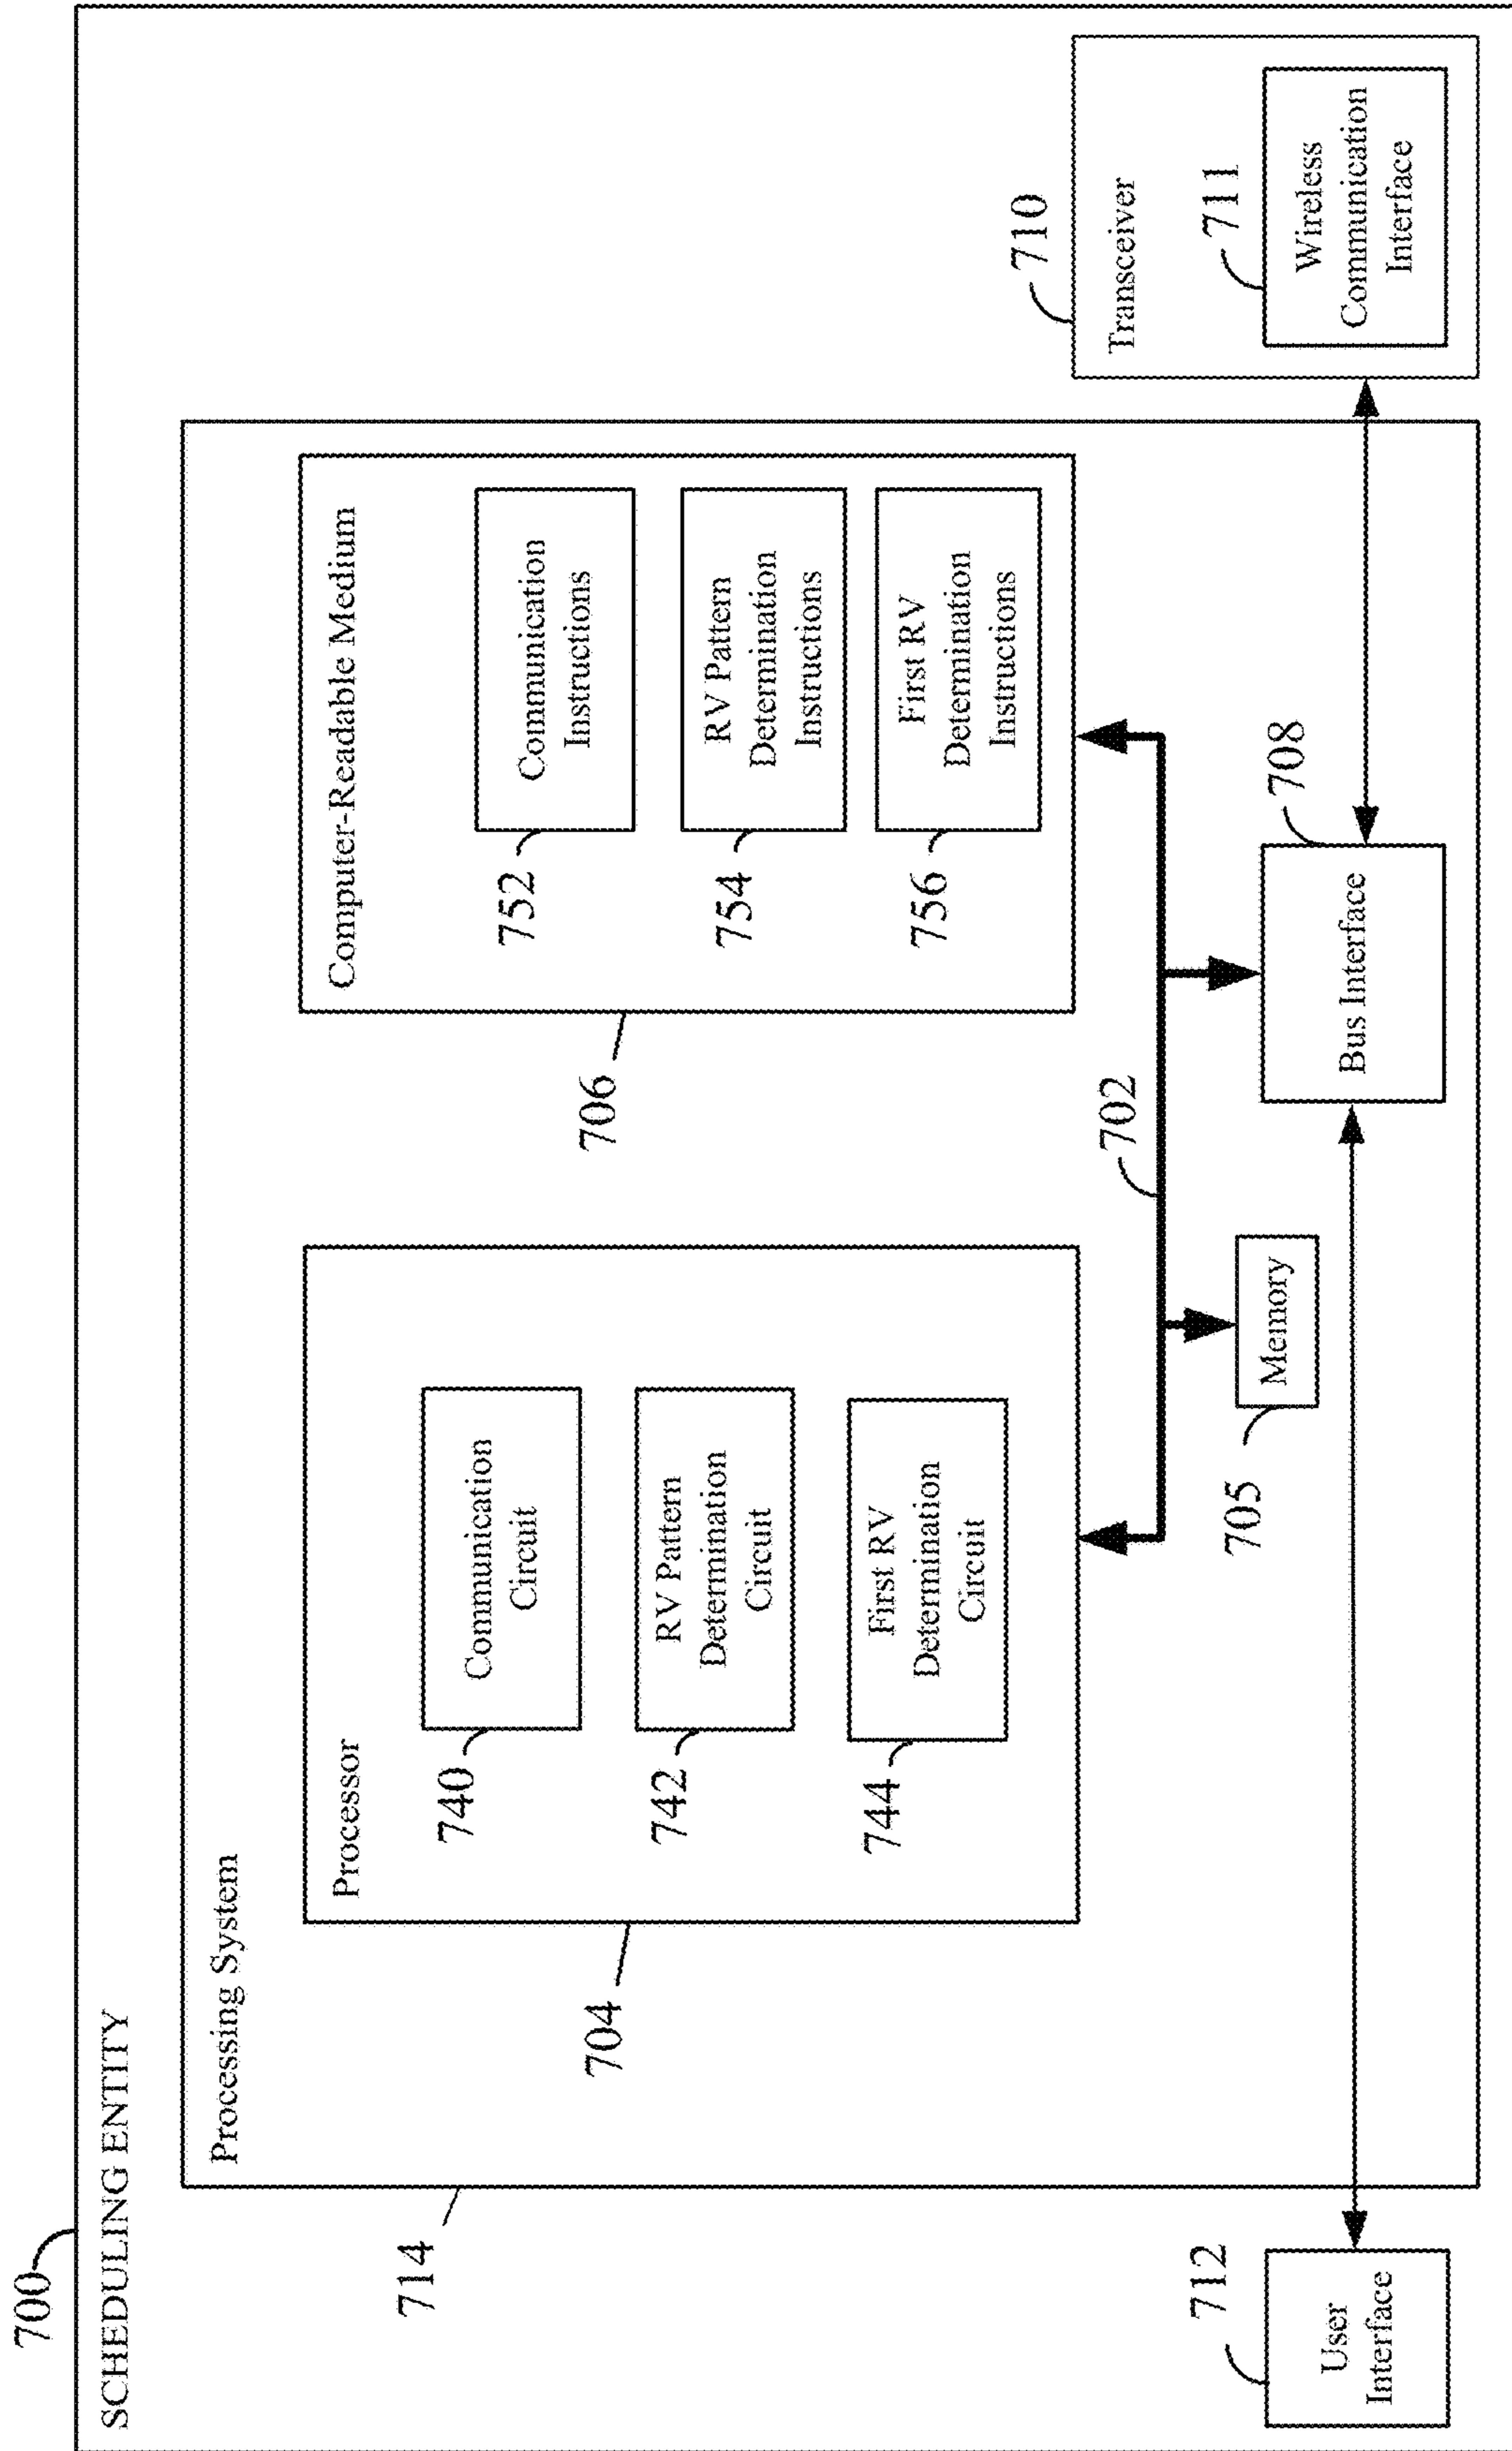 700
SCHEDULING ENTITY
714
Processing System
704
Processor
740
Communication
Circuit
742
RV Pattern
Determination
Circuit
744
First RV
Determination
Circuit
706
Computer-Readable Medium
752
Communication
Instructions
754
RV Pattern
Determination
Instructions
756
First RV
Determination
Instructions
702
705
Memory
708
Bus Interface
712
User
Interface
710
Transceiver
711
Wireless
Communication
Interface